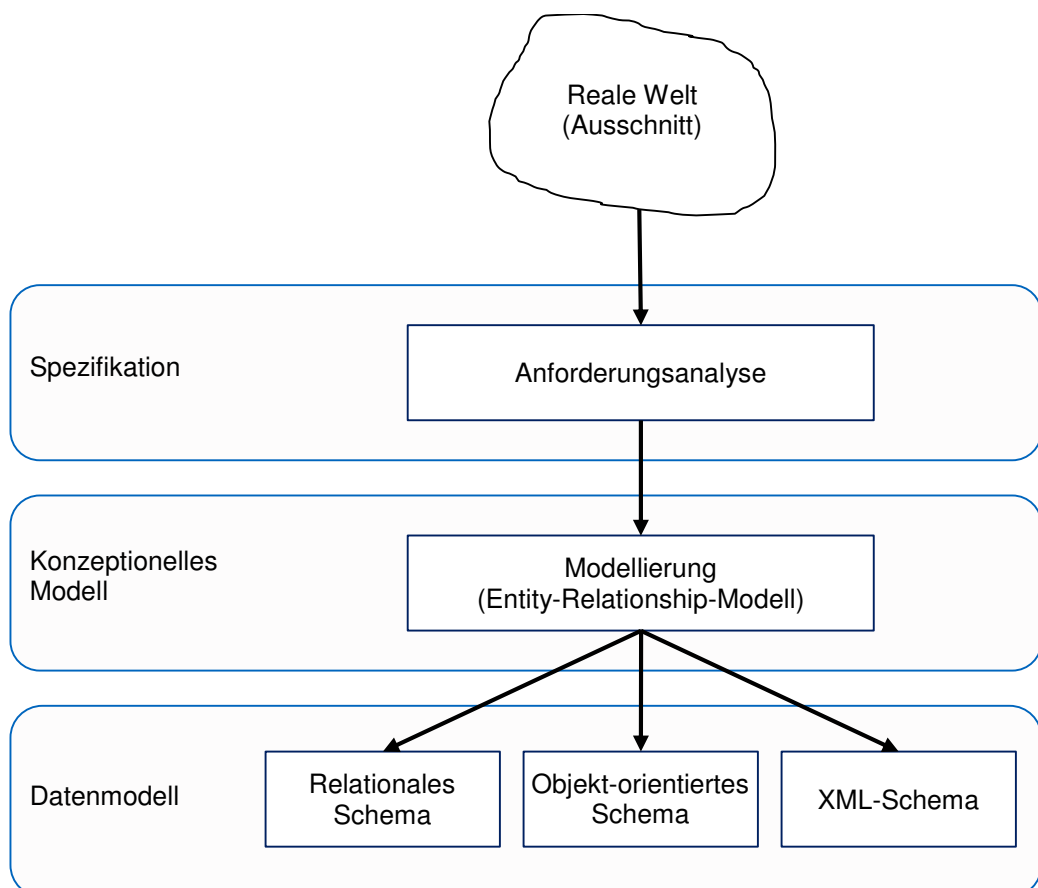 Reale Welt
(Ausschnitt)
Spezifikation
Anforderungsanalyse
Konzeptionelles
Modell
Modellierung
(Entity-Relationship-Modell)
Datenmodell
Relationales
Schema
Objekt-orientiertes
Schema
XML-Schema